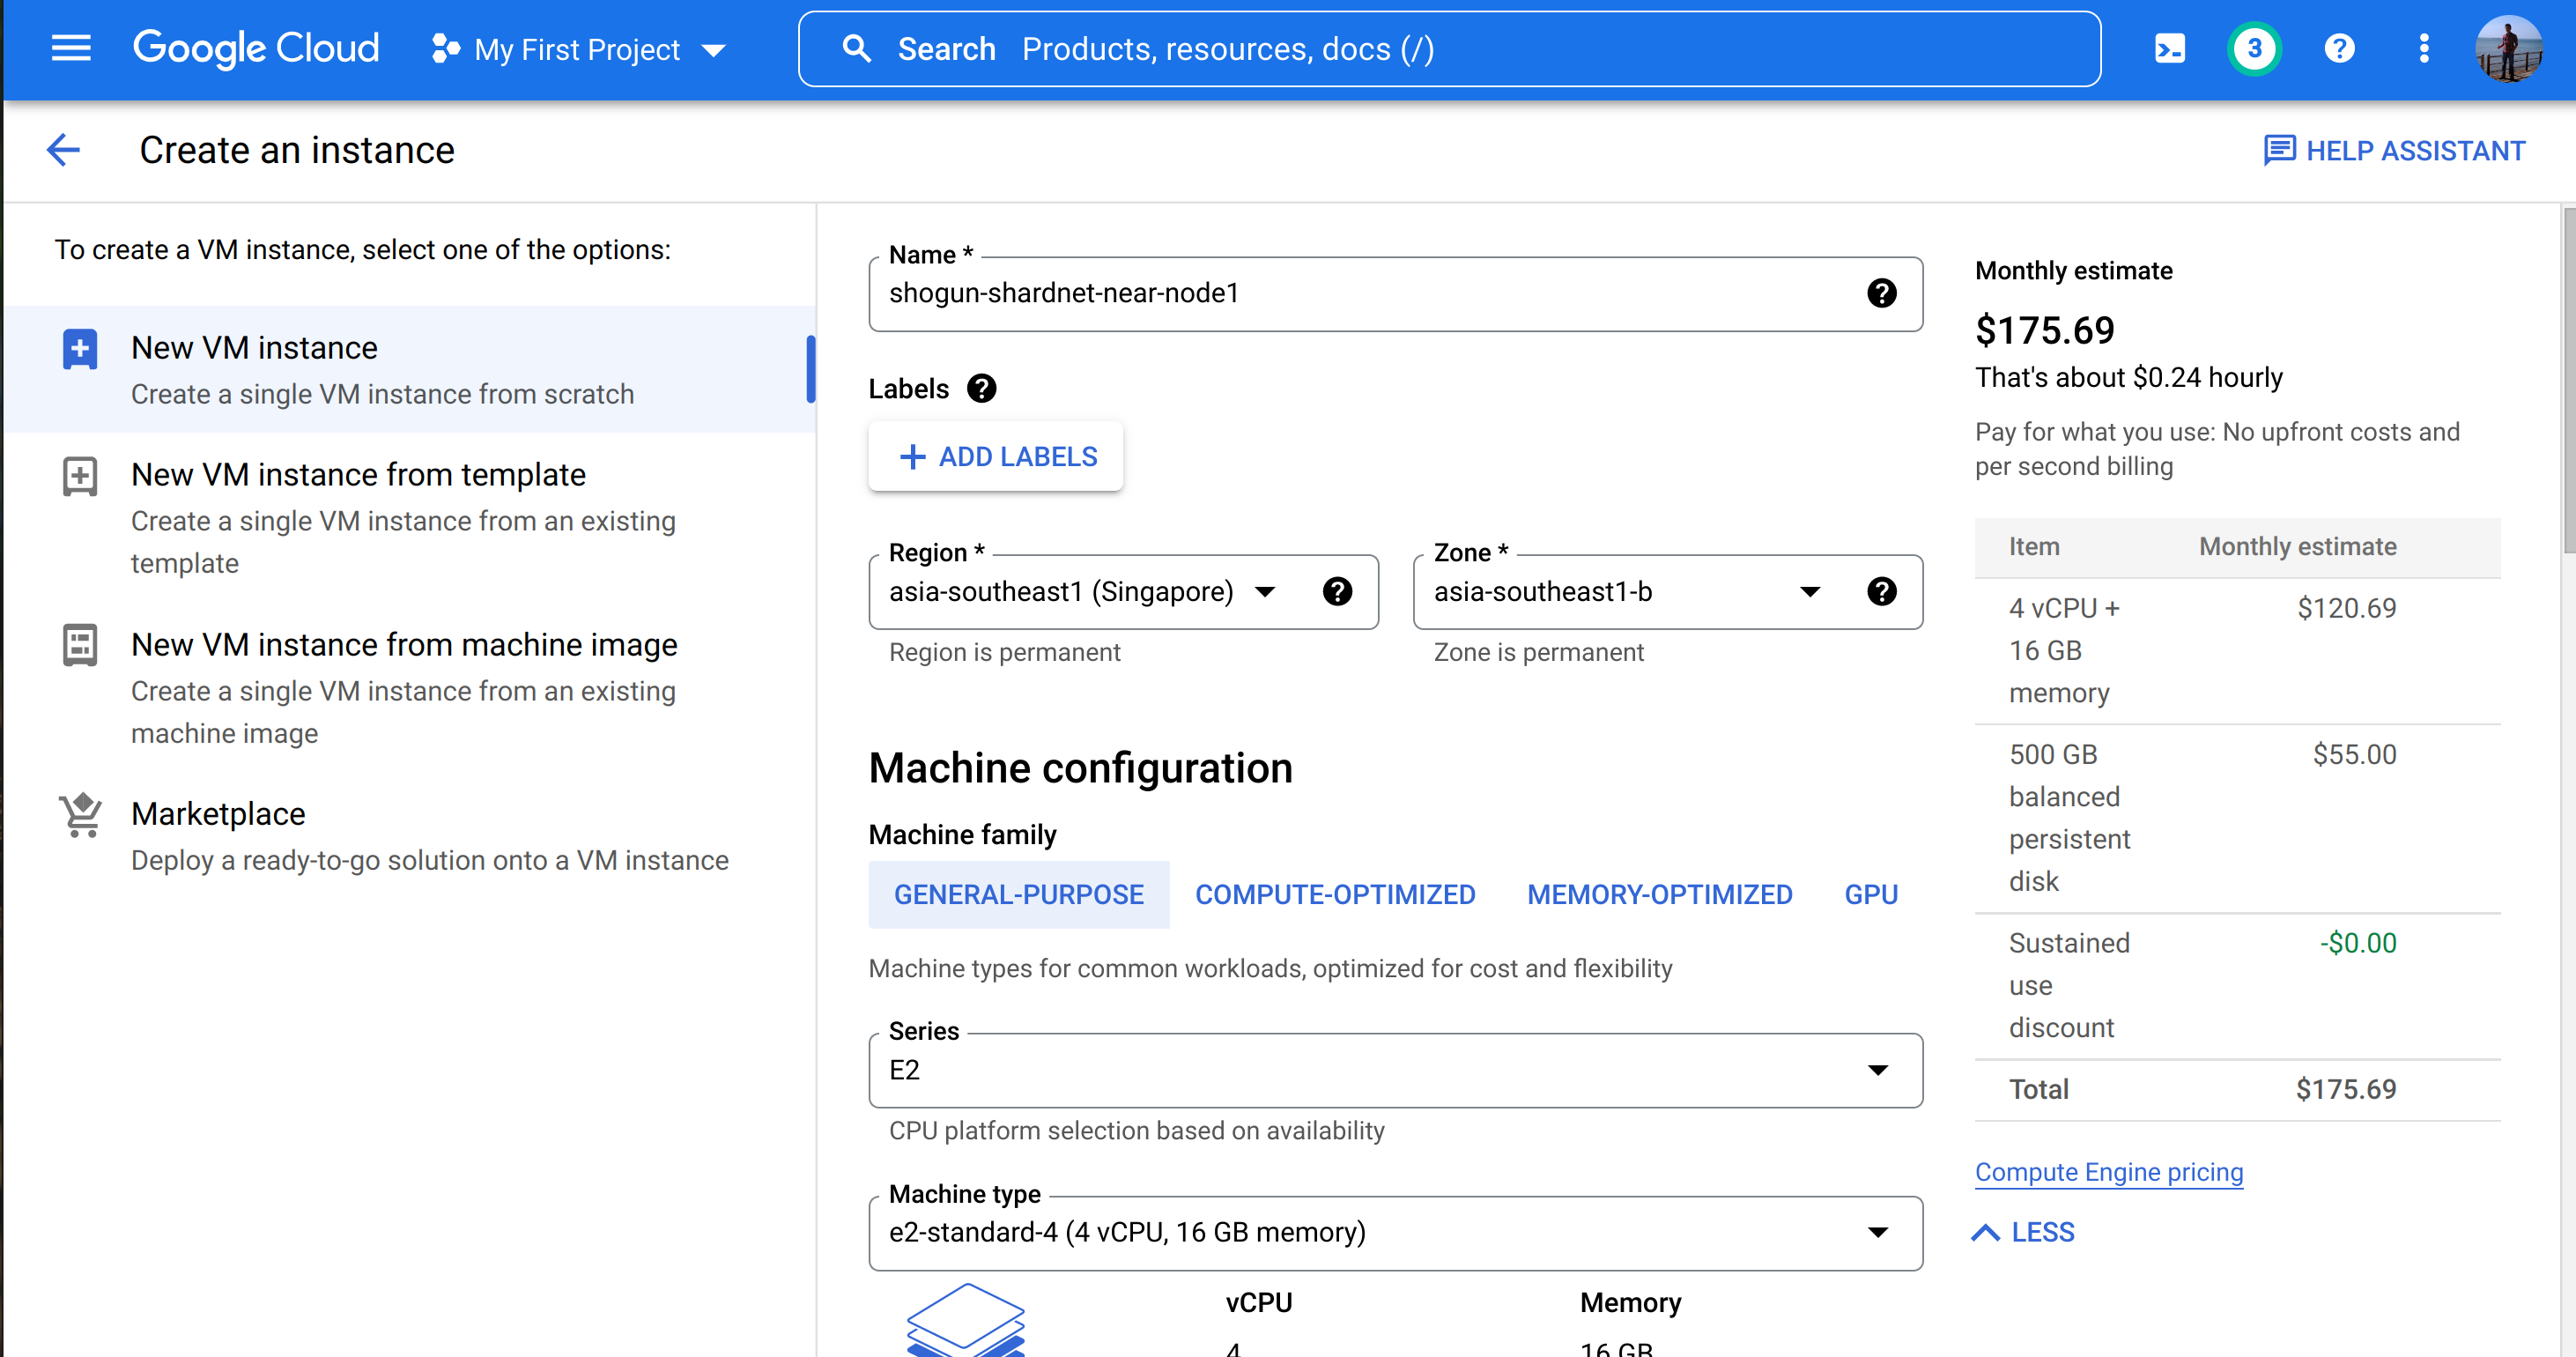 Google Cloud
My First Project
Search Products, resources, docs (/)
3
Create an instance
HELP ASSISTANT
To create a VM instance, select one of the options:
New VM instance
Create a single VM instance from scratch
New VM instance from template
Create a single VM instance from an existing
template
New VM instance from machine image
Create a single VM instance from an existing
machine image
Marketplace
Deploy a ready-to-go solution onto a VM instance
Name *
shogun-shardnet-near-node1
Labels
ADD LABELS
Region *
asia-southeast1 (Singapore)
Region is permanent
Zone *
asia-southeast1-b
Zone is permanent
Machine configuration
Machine family
GENERAL-PURPOSE COMPUTE-OPTIMIZED MEMORY-OPTIMIZED GPU
Machine types for common workloads, optimized for cost and flexibility
Series
E2
CPU platform selection based on availability
Machine type
e2-standard-4 (4 vCPU, 16 GB memory)
vCPU Memory
4 16 GB
Monthly estimate
$175.69
That's about $0.24 hourly
Pay for what you use: No upfront costs and
per second billing
Item Monthly estimate
4 vCPU + $120.69
16 GB
memory
500 GB $55.00
balanced
persistent
disk
Sustained -$0.00
use
discount
Total $175.69
Compute Engine pricing
LESS